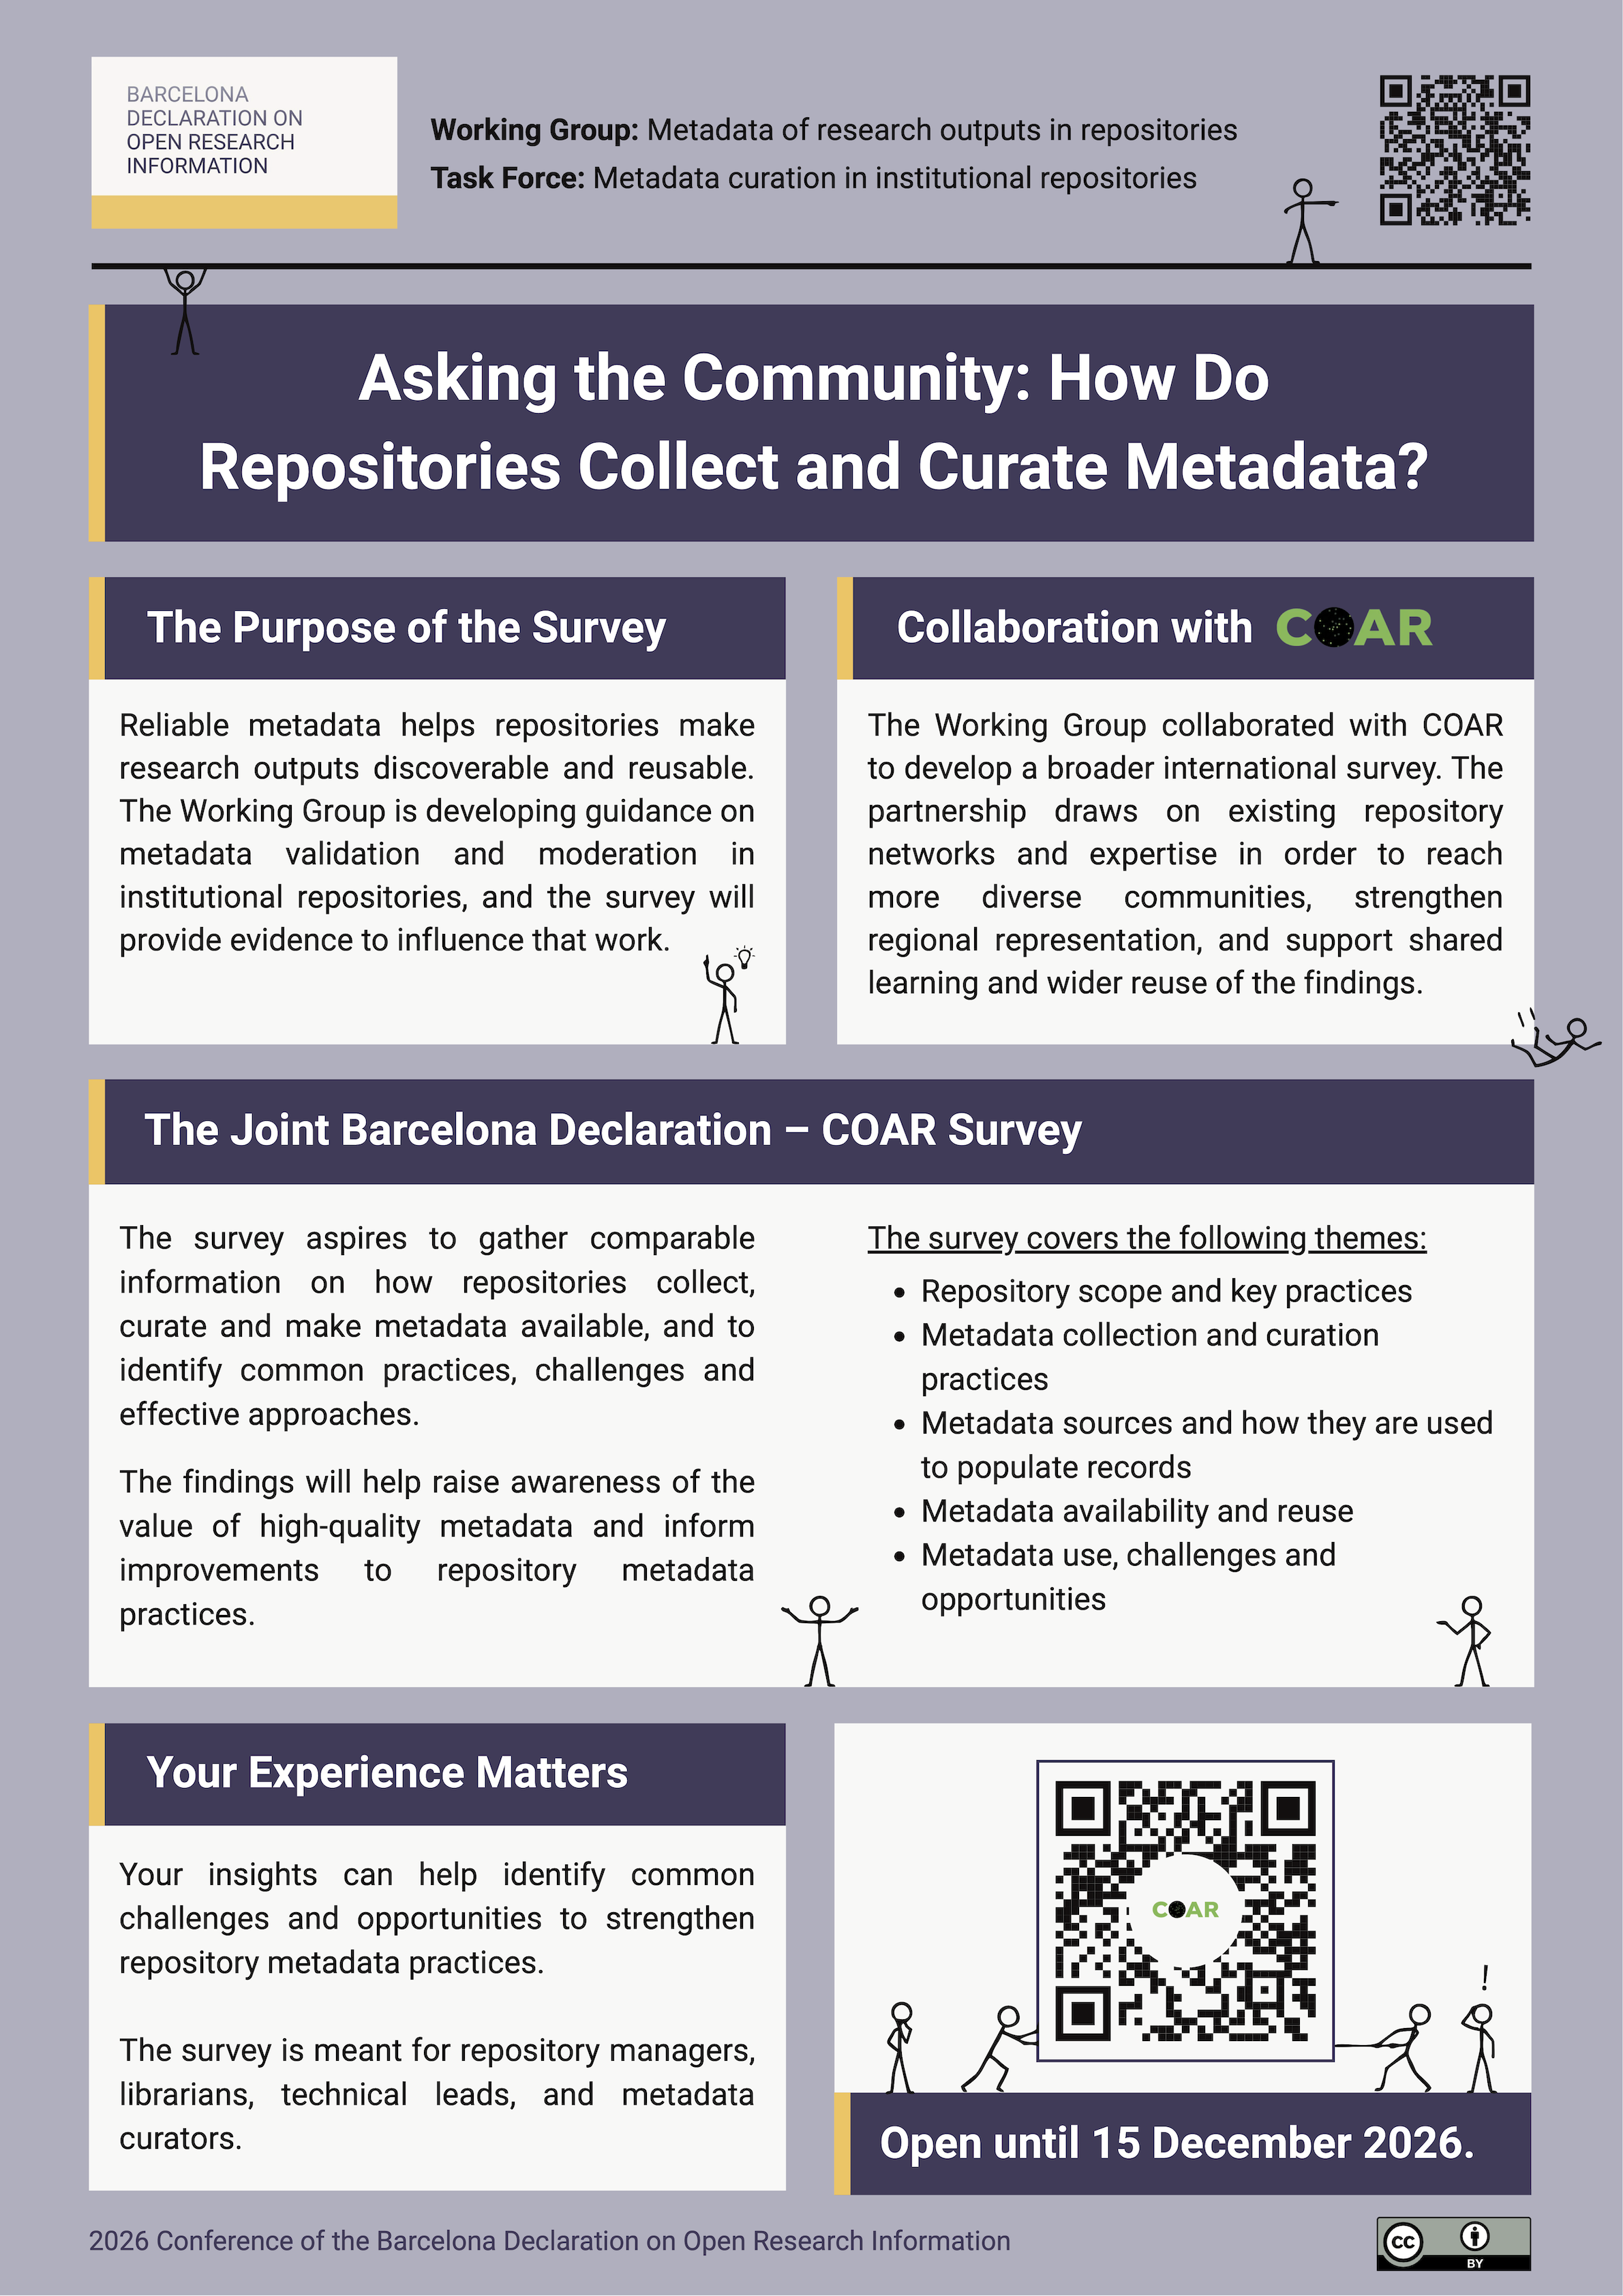 BARCELONA
DECLARATION ON
OPEN RESEARCH
INFORMATION
Working Group: Metadata of research outputs in repositories
Task Force: Metadata curation in institutional repositories
Asking the Community: How Do
Repositories Collect and Curate Metadata?
The Purpose of the Survey
Reliable metadata helps repositories make
research outputs discoverable and reusable.
The Working Group is developing guidance on
metadata validation and moderation in
institutional repositories, and the survey will
provide evidence to influence that work.
Collaboration with COAR
The Working Group collaborated with COAR
to develop a broader international survey. The
partnership draws on existing repository
networks and expertise in order to reach
more diverse communities, strengthen
regional representation, and support shared
learning and wider reuse of the findings.
The Joint Barcelona Declaration – COAR Survey
The survey aspires to gather comparable
information on how repositories collect,
curate and make metadata available, and to
identify common practices, challenges and
effective approaches.
The findings will help raise awareness of the
value of high-quality metadata and inform
improvements to repository metadata
practices.
The survey covers the following themes:
• Repository scope and key practices
• Metadata collection and curation
practices
• Metadata sources and how they are used
to populate records
• Metadata availability and reuse
• Metadata use, challenges and
opportunities
Your Experience Matters
Your insights can help identify common
challenges and opportunities to strengthen
repository metadata practices.
The survey is meant for repository managers,
librarians, technical leads, and metadata
curators.
COAR
!
Open until 15 December 2026.
2026 Conference of the Barcelona Declaration on Open Research Information
CC
BY